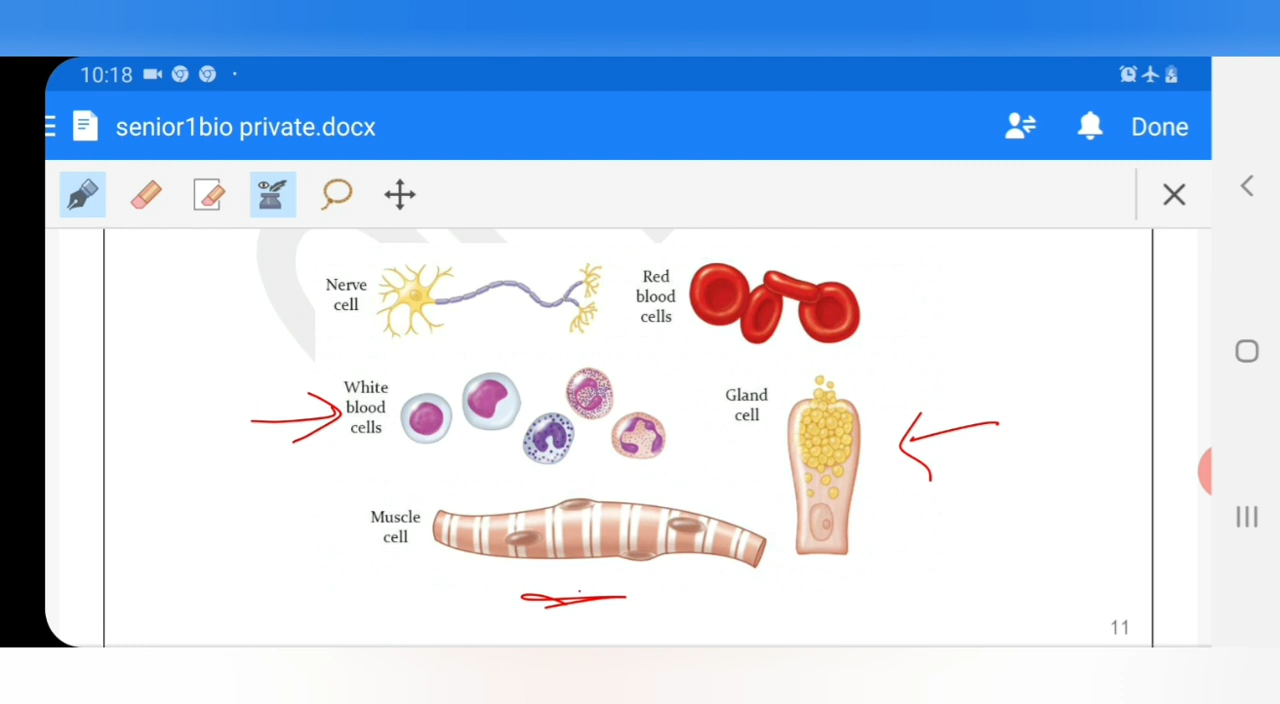 10:18
senior1bio private.docx
Done
Nerve
cell
Red
blood
cells
White
blood
cells
Gland
cell
Muscle
cell
11